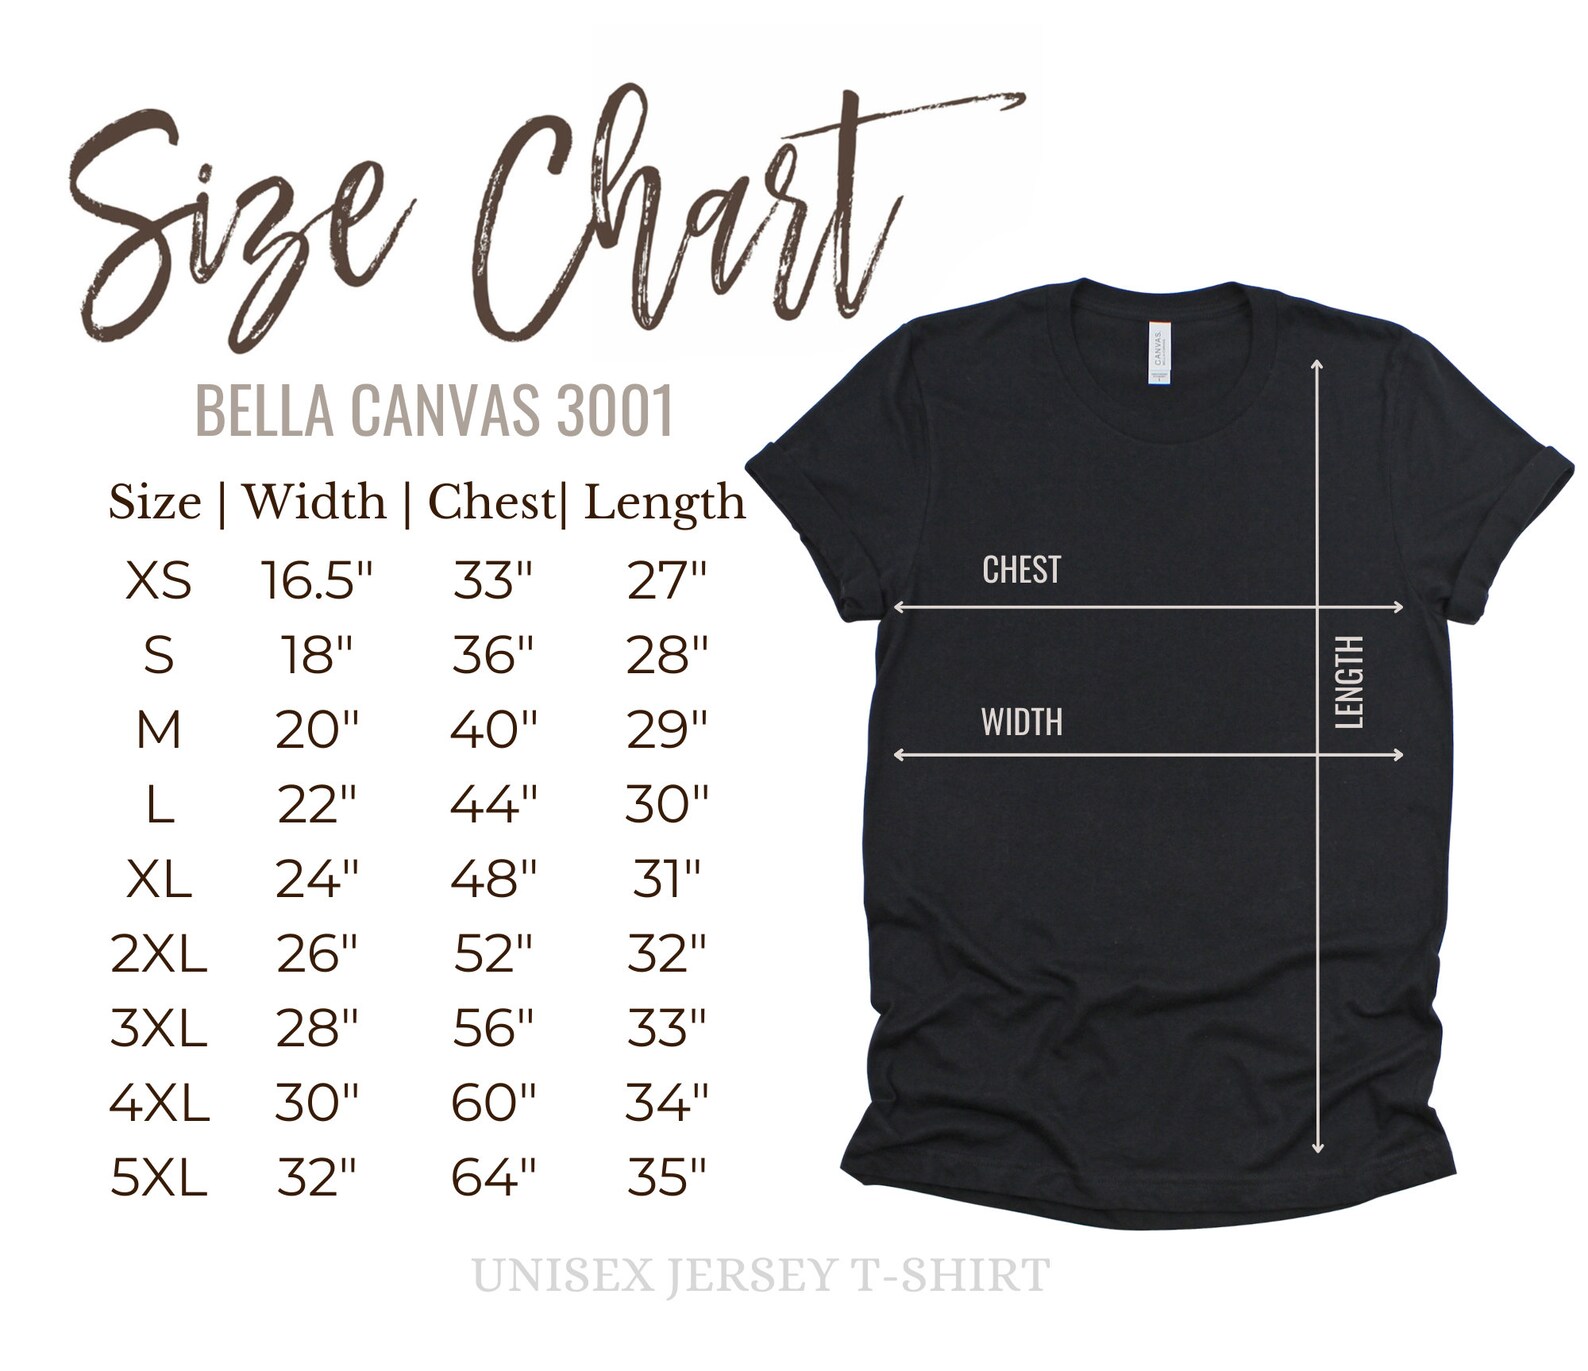 Size Chart
BELLA CANVAS 3001
Size | Width | Chest| Length
XS 16.5" 33" 27"
S 18" 36" 28"
M 20" 40" 29"
L 22" 44" 30"
XL 24" 48" 31"
2XL 26" 52" 32"
3XL 28" 56" 33"
4XL 30" 60" 34"
5XL 32" 64" 35"
CANVAS
CHEST
WIDTH
LENGTH
UNISEX JERSEY T-SHIRT